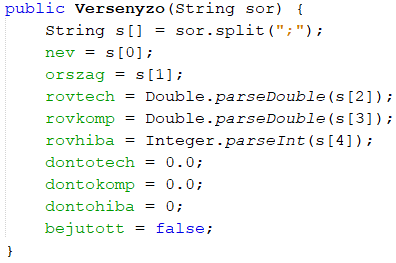 public Versenyzo(String sor) {
    String s[] = sor.split(";");
    nev = s[0];
    orszag = s[1];
    rovtech = Double.parseDouble(s[2]);
    rovkomp = Double.parseDouble(s[3]);
    rovhiba = Integer.parseInt(s[4]);
    dontotech = 0.0;
    dontokomp = 0.0;
    dontohiba = 0;
    bejutott = false;
}